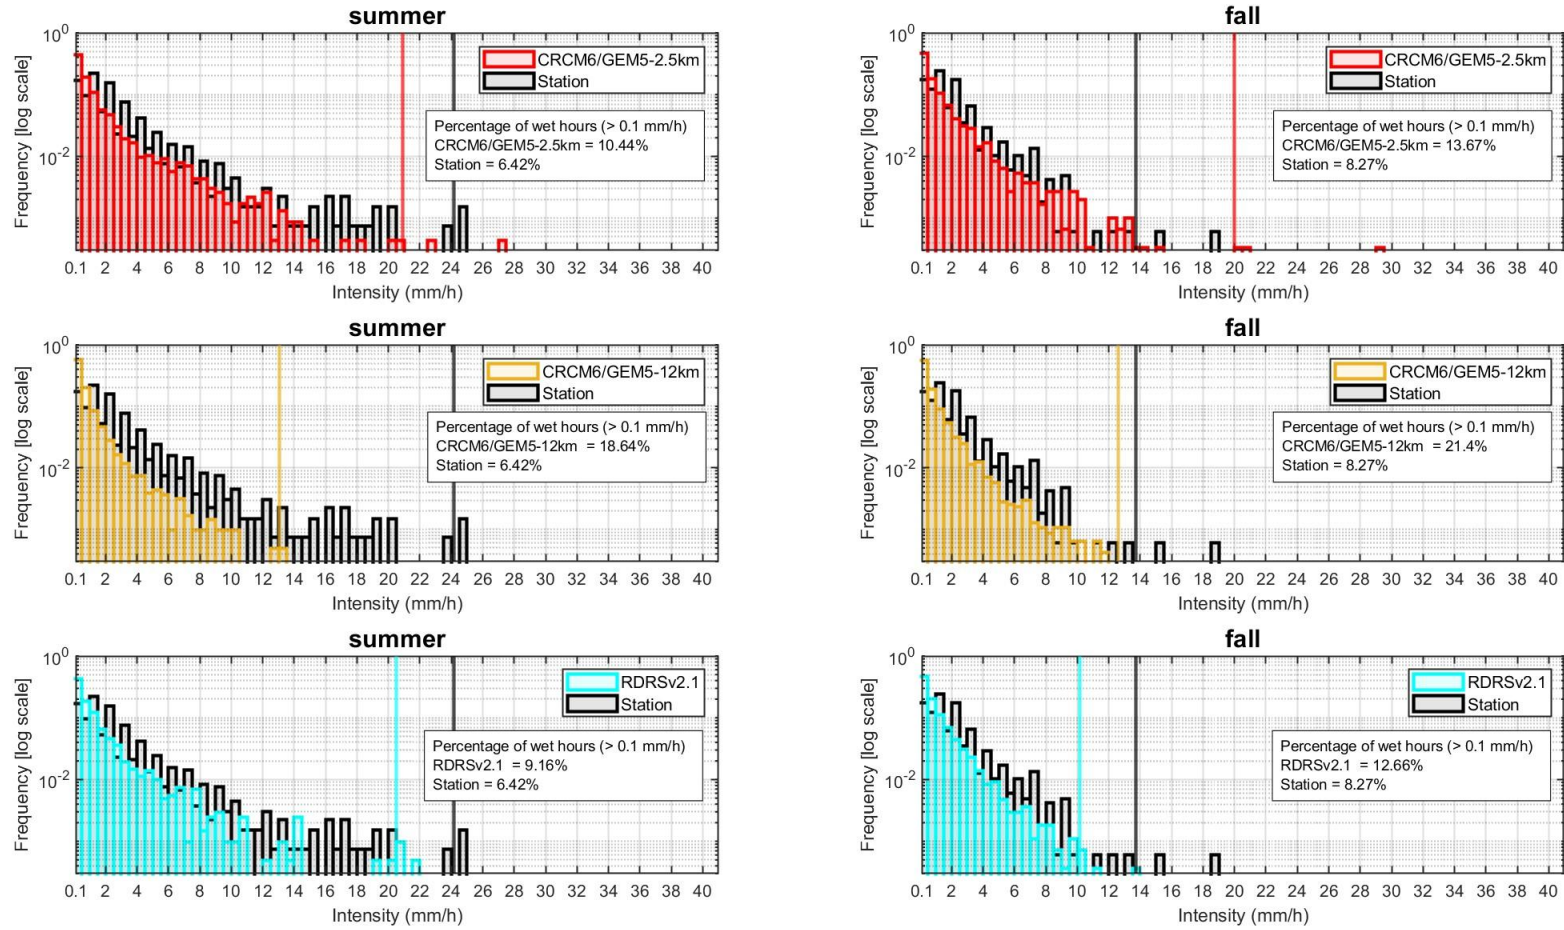 summer
10^0
10^-2
Frequency [log scale]
CRCM6/GEM5-2.5km
Station
Percentage of wet hours (> 0.1 mm/h)
CRCM6/GEM5-2.5km = 10.44%
Station = 6.42%
0.1 2 4 6 8 10 12 14 16 18 20 22 24 26 28 30 32 34 36 38 40
Intensity (mm/h)
fall
10^0
10^-2
Frequency [log scale]
CRCM6/GEM5-2.5km
Station
Percentage of wet hours (> 0.1 mm/h)
CRCM6/GEM5-2.5km = 13.67%
Station = 8.27%
0.1 2 4 6 8 10 12 14 16 18 20 22 24 26 28 30 32 34 36 38 40
Intensity (mm/h)
summer
10^0
10^-2
Frequency [log scale]
CRCM6/GEM5-12km
Station
Percentage of wet hours (> 0.1 mm/h)
CRCM6/GEM5-12km = 18.64%
Station = 6.42%
0.1 2 4 6 8 10 12 14 16 18 20 22 24 26 28 30 32 34 36 38 40
Intensity (mm/h)
fall
10^0
10^-2
Frequency [log scale]
CRCM6/GEM5-12km
Station
Percentage of wet hours (> 0.1 mm/h)
CRCM6/GEM5-12km = 21.4%
Station = 8.27%
0.1 2 4 6 8 10 12 14 16 18 20 22 24 26 28 30 32 34 36 38 40
Intensity (mm/h)
summer
10^0
10^-2
Frequency [log scale]
RDRSv2.1
Station
Percentage of wet hours (> 0.1 mm/h)
RDRSv2.1 = 9.16%
Station = 6.42%
0.1 2 4 6 8 10 12 14 16 18 20 22 24 26 28 30 32 34 36 38 40
Intensity (mm/h)
fall
10^0
10^-2
Frequency [log scale]
RDRSv2.1
Station
Percentage of wet hours (> 0.1 mm/h)
RDRSv2.1 = 12.66%
Station = 8.27%
0.1 2 4 6 8 10 12 14 16 18 20 22 24 26 28 30 32 34 36 38 40
Intensity (mm/h)